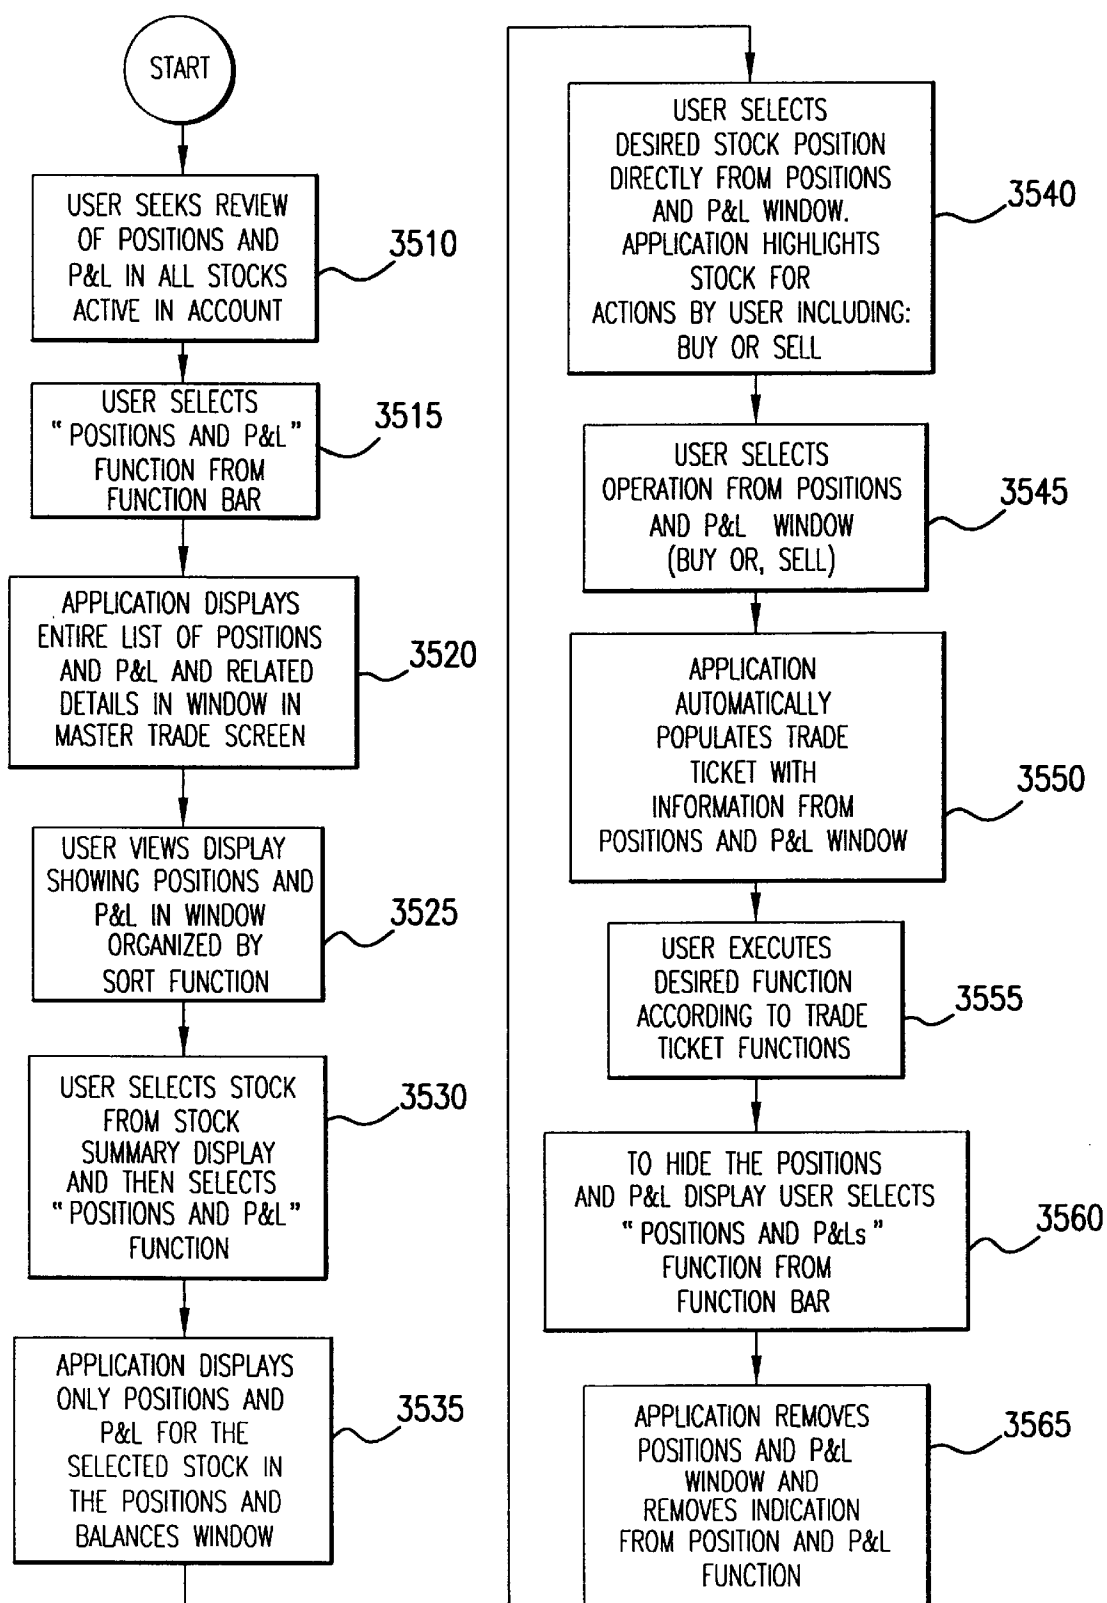 START
USER SEEKS REVIEW
OF POSITIONS AND
P&L IN ALL STOCKS
ACTIVE IN ACCOUNT
3510
USER SELECTS
“POSITIONS AND P&L”
FUNCTION FROM
FUNCTION BAR
3515
APPLICATION DISPLAYS
ENTIRE LIST OF POSITIONS
AND P&L AND RELATED
DETAILS IN WINDOW IN
MASTER TRADE SCREEN
3520
USER VIEWS DISPLAY
SHOWING POSITIONS AND
P&L IN WINDOW
ORGANIZED BY
SORT FUNCTION
3525
USER SELECTS STOCK
FROM STOCK
SUMMARY DISPLAY
AND THEN SELECTS
“POSITIONS AND P&L”
FUNCTION
3530
APPLICATION DISPLAYS
ONLY POSITIONS AND
P&L FOR THE
SELECTED STOCK IN
THE POSITIONS AND
BALANCES WINDOW
3535
USER SELECTS
DESIRED STOCK POSITION
DIRECTLY FROM POSITIONS
AND P&L WINDOW.
APPLICATION HIGHLIGHTS
STOCK FOR
ACTIONS BY USER INCLUDING:
BUY OR SELL
3540
USER SELECTS
OPERATION FROM POSITIONS
AND P&L WINDOW
(BUY OR, SELL)
3545
APPLICATION
AUTOMATICALLY
POPULATES TRADE
TICKET WITH
INFORMATION FROM
POSITIONS AND P&L WINDOW
3550
USER EXECUTES
DESIRED FUNCTION
ACCORDING TO TRADE
TICKET FUNCTIONS
3555
TO HIDE THE POSITIONS
AND P&L DISPLAY USER SELECTS
“POSITIONS AND P&Ls”
FUNCTION FROM
FUNCTION BAR
3560
APPLICATION REMOVES
POSITIONS AND P&L
WINDOW AND
REMOVES INDICATION
FROM POSITION AND P&L
FUNCTION
3565